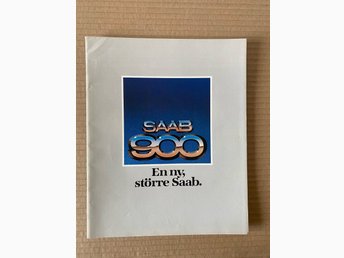 SAAB
900
En ny,
större Saab.